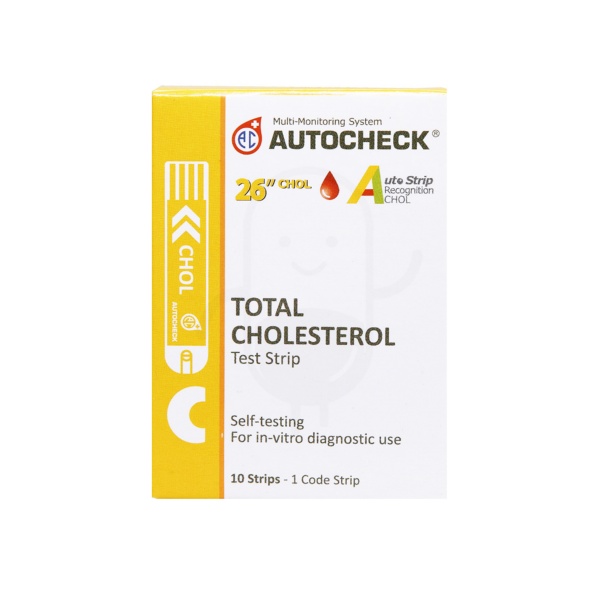 Multi-Monitoring System
AC AUTOCHECK®
26" CHOL
Auto Strip
Recognition
CHOL
CHOL
AC
AUTOCHECK
TOTAL
CHOLESTEROL
Test Strip
Self-testing
For in-vitro diagnostic use
10 Strips - 1 Code Strip